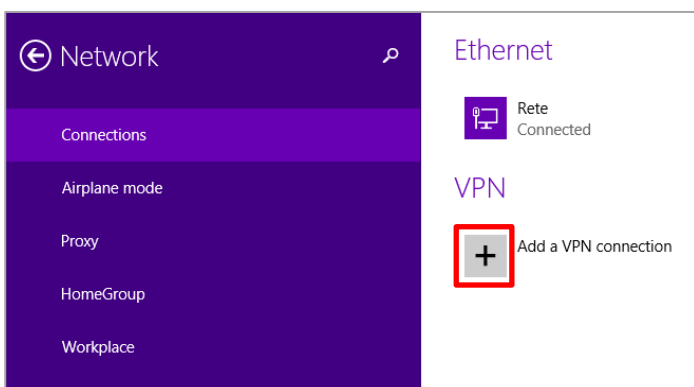 Network
Connections
Airplane mode
Proxy
HomeGroup
Workplace
Ethernet
Rete
Connected
VPN
Add a VPN connection